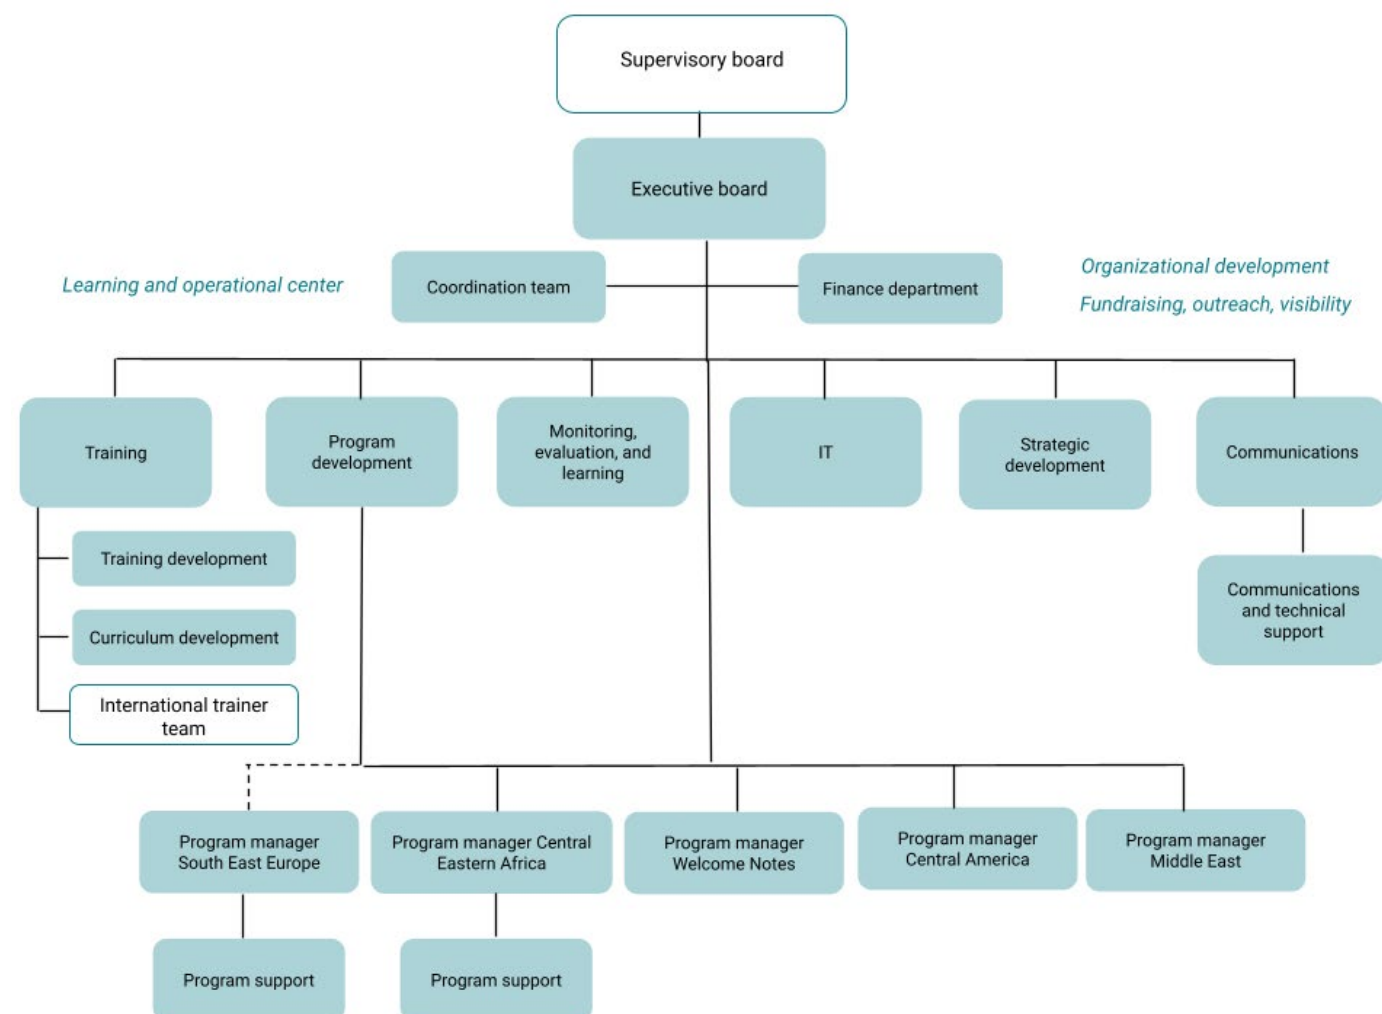 Supervisory board
Executive board
Learning and operational center
Coordination team
Finance department
Organizational development
Fundraising, outreach, visibility
Training
Program
development
Monitoring,
evaluation, and
learning
IT
Strategic
development
Communications
Training development
Curriculum development
International trainer
team
Communications
and technical
support
Program manager
South East Europe
Program manager Central
Eastern Africa
Program manager
Welcome Notes
Program manager
Central America
Program manager
Middle East
Program support
Program support